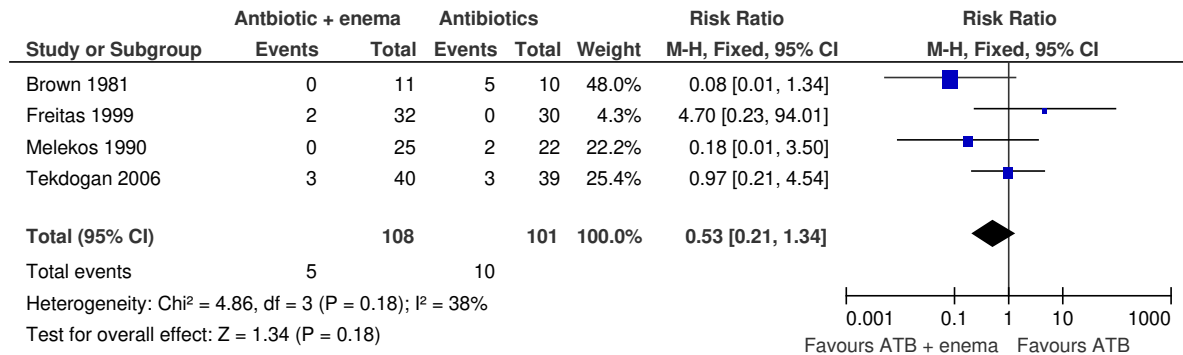 Antbiotic + enema Antibiotics Risk Ratio Risk Ratio
Study or Subgroup Events Total Events Total Weight M-H, Fixed, 95% CI M-H, Fixed, 95% CI
Brown 1981 0 11 5 10 48.0% 0.08 [0.01, 1.34]
Freitas 1999 2 32 0 30 4.3% 4.70 [0.23, 94.01]
Melekos 1990 0 25 2 22 22.2% 0.18 [0.01, 3.50]
Tekdogan 2006 3 40 3 39 25.4% 0.97 [0.21, 4.54]
Total (95% CI) 108 101 100.0% 0.53 [0.21, 1.34]
Total events 5 10
Heterogeneity: Chi² = 4.86, df = 3 (P = 0.18); I² = 38%
Test for overall effect: Z = 1.34 (P = 0.18)
0.001 0.1 1 10 1000
Favours ATB + enema Favours ATB